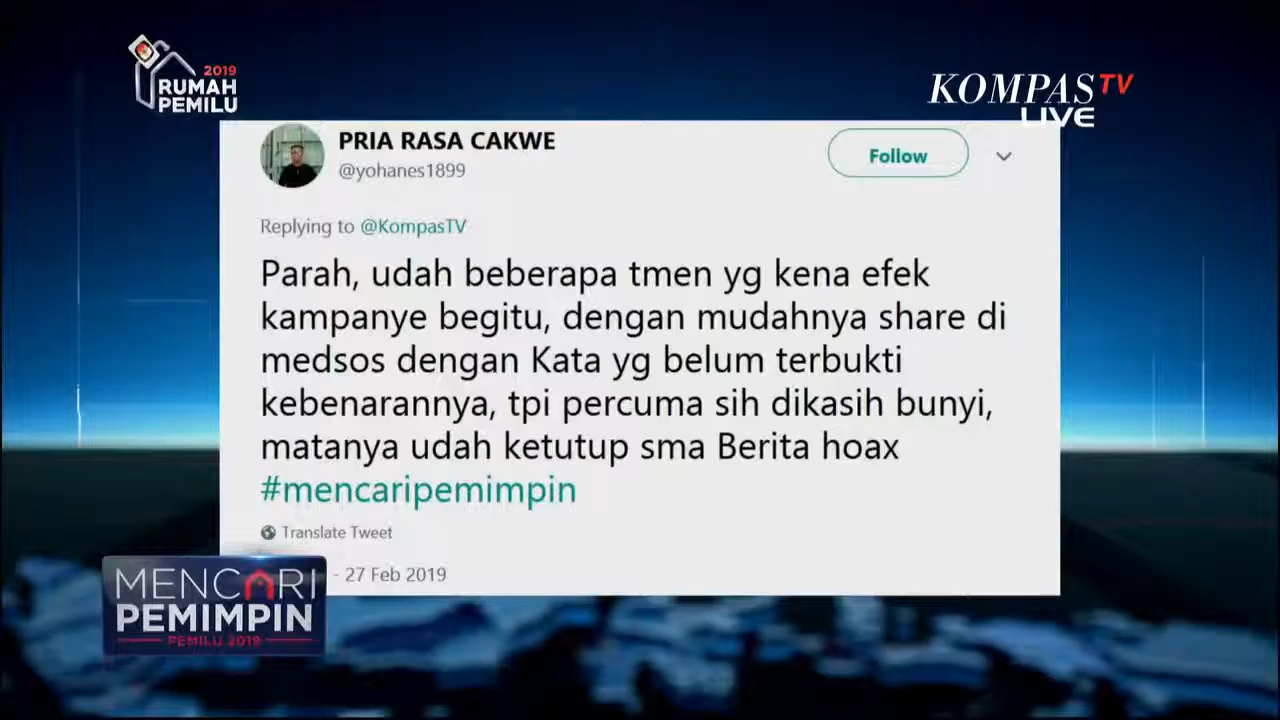 2019
RUMAH
PEMILU
KOMPAS TV
LIVE
PRIA RASA CAKWE
@yohanes1899
Follow
Replying to @KompasTV
Parah, udah beberapa tmen yg kena efek
kampanye begitu, dengan mudahnya share di
medsos dengan Kata yg belum terbukti
kebenarannya, tpi percuma sih dikasih bunyi,
matanya udah ketutup sma Berita hoax
#mencaripemimpin
Translate Tweet
- 27 Feb 2019
MENCARI
PEMIMPIN
PEMILU 2019